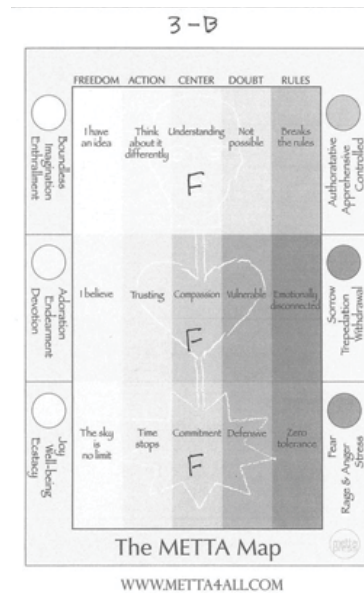 3-B
FREEDOM ACTION CENTER DOUBT RULES
Boundless
Imagination
Enthrallment
I have
an idea
Think
about it
differently
Understanding
Not
possible
Breaks
the rules
F
Authoratative
Apprehensive
Controlled
Adoration
Endearment
Devotion
I believe
Trusting
Compassion
Vulnerable
Emotionally
disconnected
F
Sorrow
Trepedation
Withdrawal
Joy
Well-being
Ecstacy
The sky
is
no limit
Time
stops
Commitment
Defensive
Zero
tolerance
F
Fear
Rage & Anger
Stress
The METTA Map
metta
WWW.METTA4ALL.COM